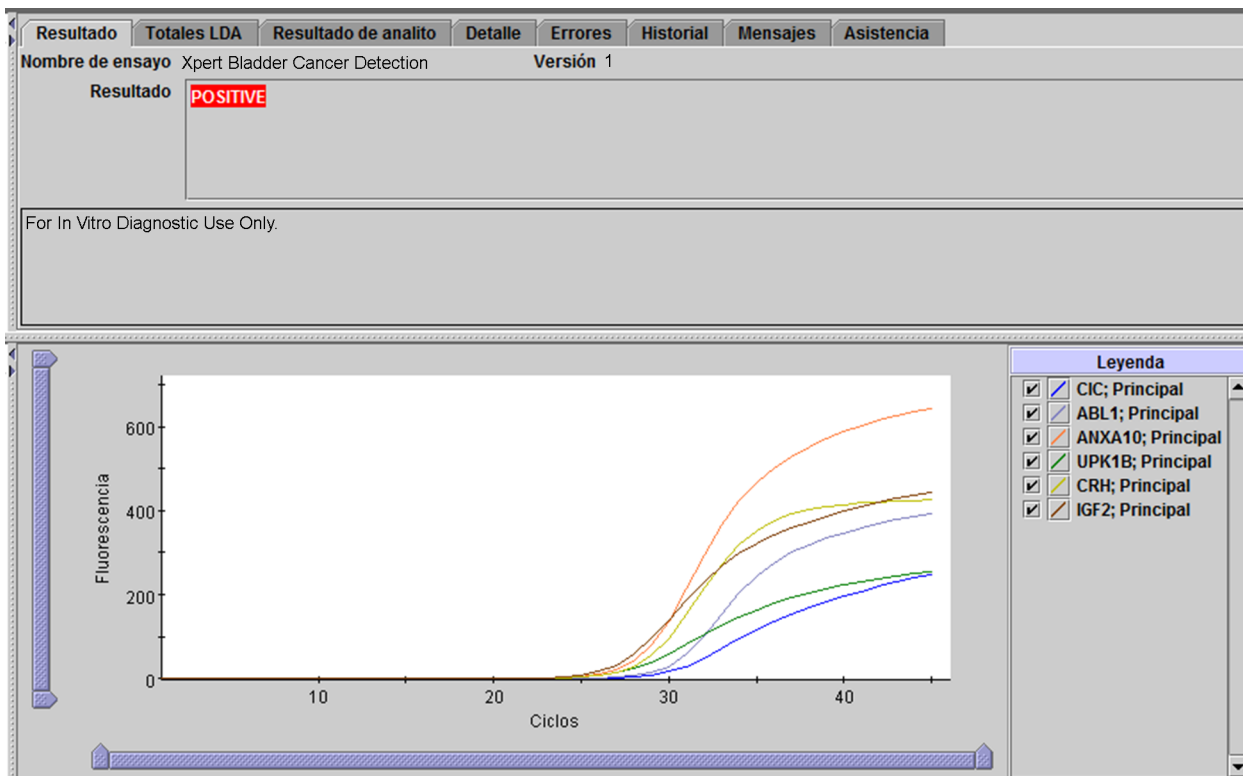 Resultado Totales LDA Resultado de analito Detalle Errores Historial Mensajes Asistencia
Nombre de ensayo Xpert Bladder Cancer Detection Versión 1
Resultado POSITIVE
For In Vitro Diagnostic Use Only.
Leyenda
CIC; Principal
ABL1; Principal
ANXA10; Principal
UPK1B; Principal
CRH; Principal
IGF2; Principal
Fluorescencia
600
400
200
0
10 20 30 40
Ciclos